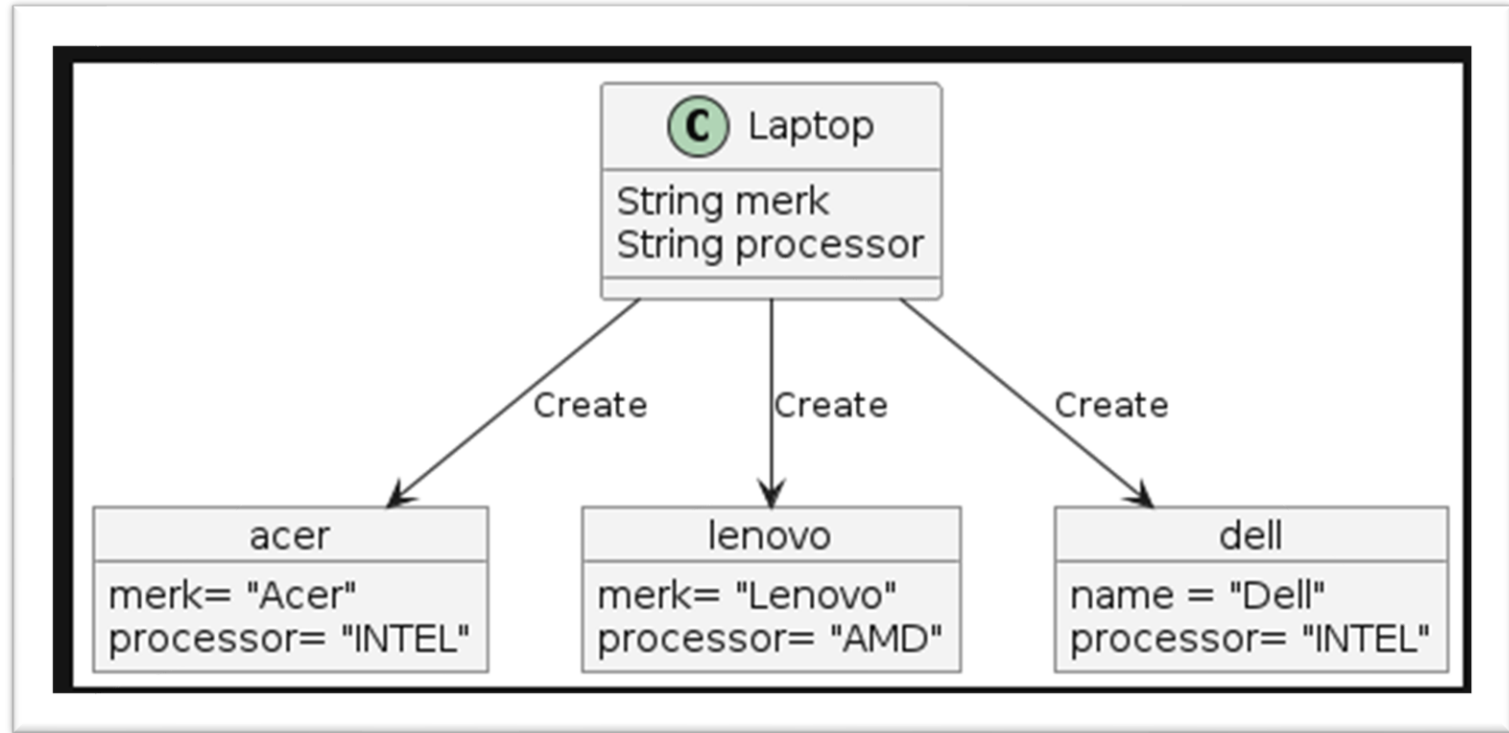 C Laptop
String merk
String processor
Create
Create
Create
acer
merk= "Acer"
processor= "INTEL"
lenovo
merk= "Lenovo"
processor= "AMD"
dell
name = "Dell"
processor= "INTEL"